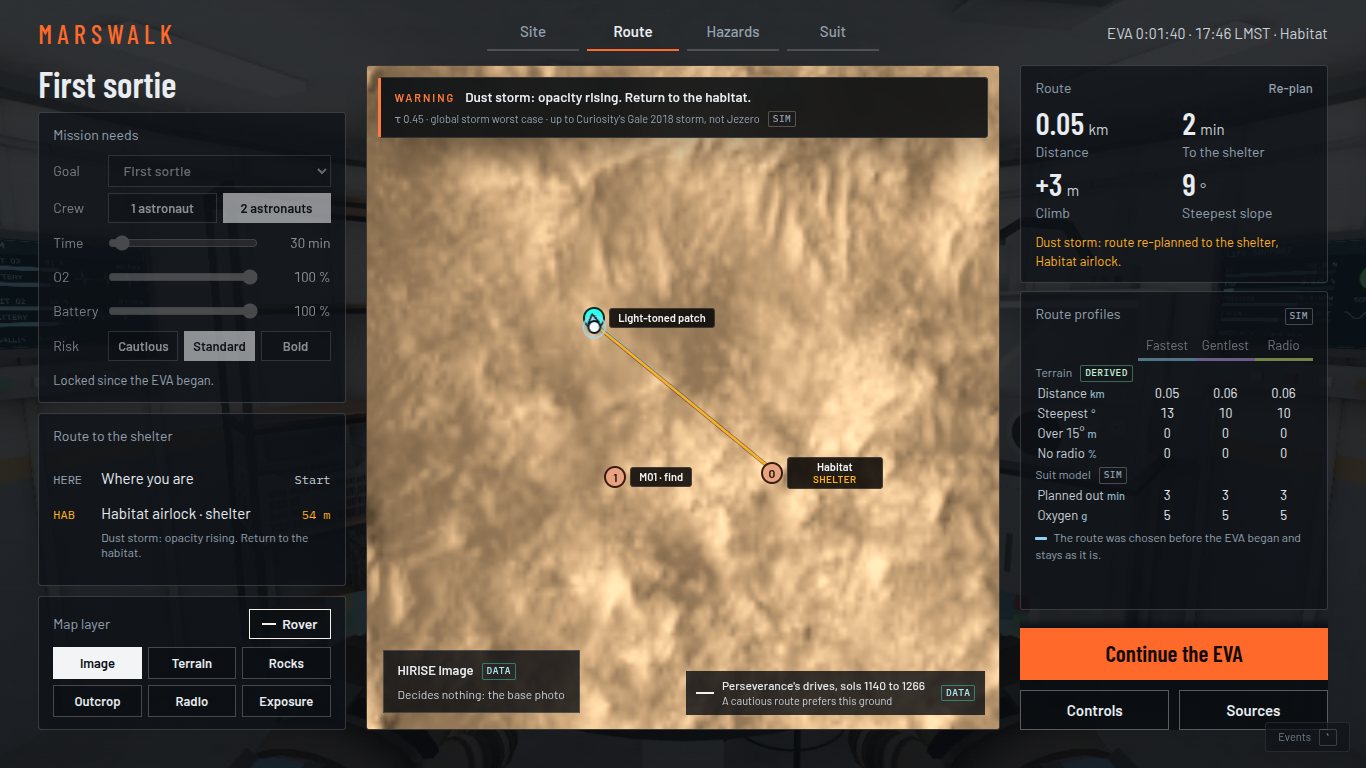 MARSWALK
Site
Route
Hazards
Suit
EVA 0:01:40 · 17:46 LMST · Habitat
First sortie
Mission needs
Goal
First sortie
Crew
1 astronaut
2 astronauts
Time
30 min
O2
100 %
Battery
100 %
Risk
Cautious
Standard
Bold
Locked since the EVA began.
Route to the shelter
HERE
Where you are
Start
HAB
Habitat airlock · shelter
54 m
Dust storm: opacity rising. Return to the
habitat.
Map layer
Rover
Image
Terrain
Rocks
Outcrop
Radio
Exposure
WARNING Dust storm: opacity rising. Return to the habitat.
τ 0.45 · global storm worst case · up to Curiosity's Gale 2018 storm, not Jezero SIM
Light-toned patch
1
M01 · find
0
Habitat
SHELTER
HIRISE Image DATA
Decides nothing: the base photo
Perseverance's drives, sols 1140 to 1266
A cautious route prefers this ground
DATA
Route
Re-plan
0.05 km
2 min
Distance
To the shelter
+3 m
9 °
Climb
Steepest slope
Dust storm: route re-planned to the shelter,
Habitat airlock.
Route profiles
SIM
Fastest Gentlest Radio
Terrain DERIVED
Distance km 0.05 0.06 0.06
Steepest ° 13 10 10
Over 15° m 0 0 0
No radio % 0 0 0
Suit model SIM
Planned out min 3 3 3
Oxygen g 5 5 5
The route was chosen before the EVA began and
stays as it is.
Continue the EVA
Controls
Sources
Events `